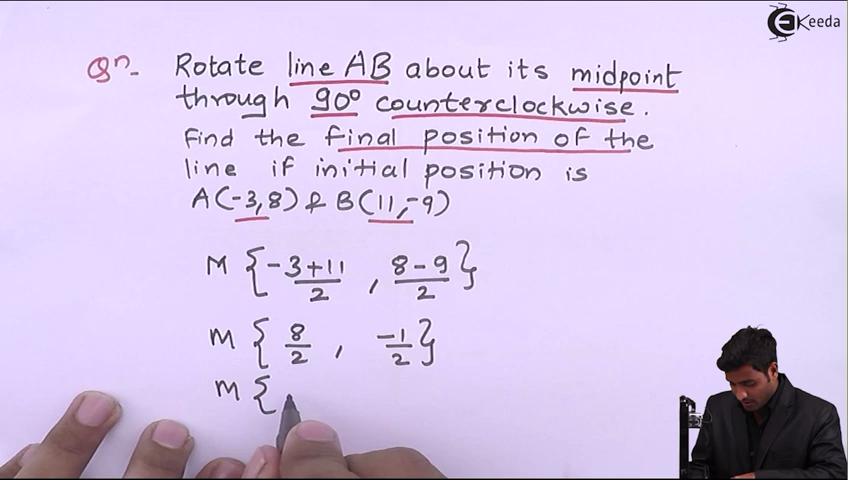 Ekeeda
Qn- Rotate line AB about its midpoint
through 90° counterclockwise.
Find the final position of the
line if initial position is
A(-3,8) & B(11,-9)
M {-3+11/2 , 8-9/2}
M {8/2 , -1/2}
M {